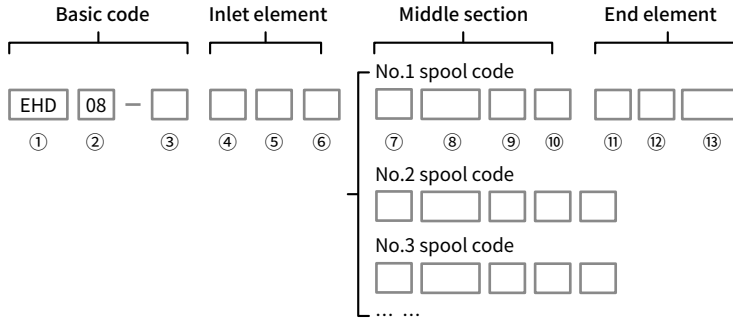 Basic code Inlet element Middle section End element
No.1 spool code
EHD 08 –
① ② ③ ④ ⑤ ⑥ ⑦ ⑧ ⑨ ⑩ ⑪ ⑫ ⑬
No.2 spool code
No.3 spool code
... ...